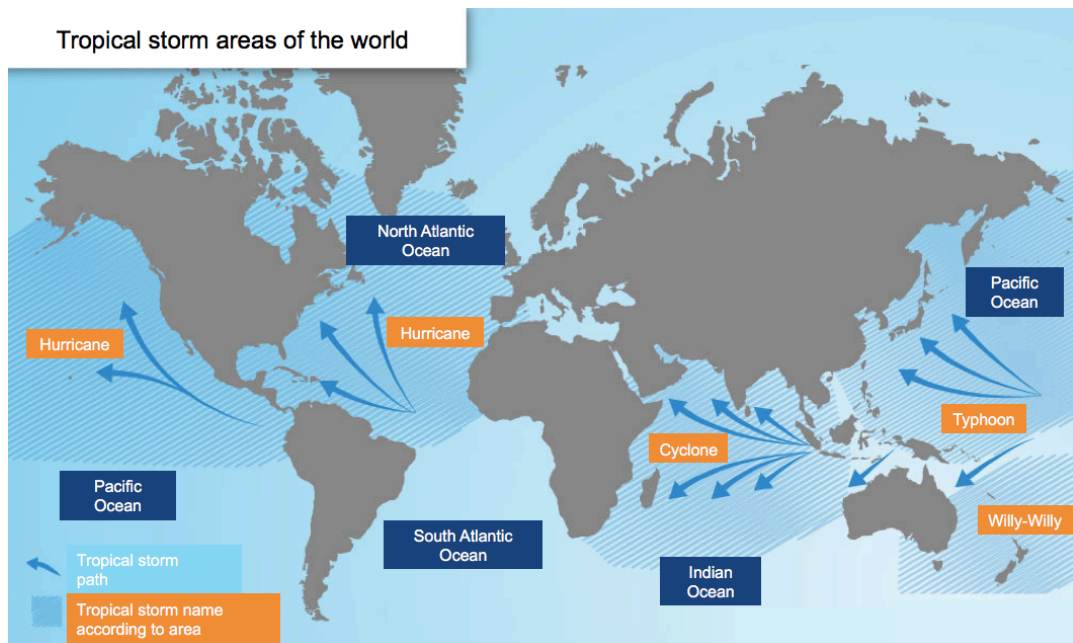 Tropical storm areas of the world
North Atlantic
Ocean
Pacific
Ocean
Hurricane
Hurricane
Typhoon
Cyclone
Pacific
Ocean
Willy-Willy
South Atlantic
Ocean
Indian
Ocean
Tropical storm
path
Tropical storm name
according to area